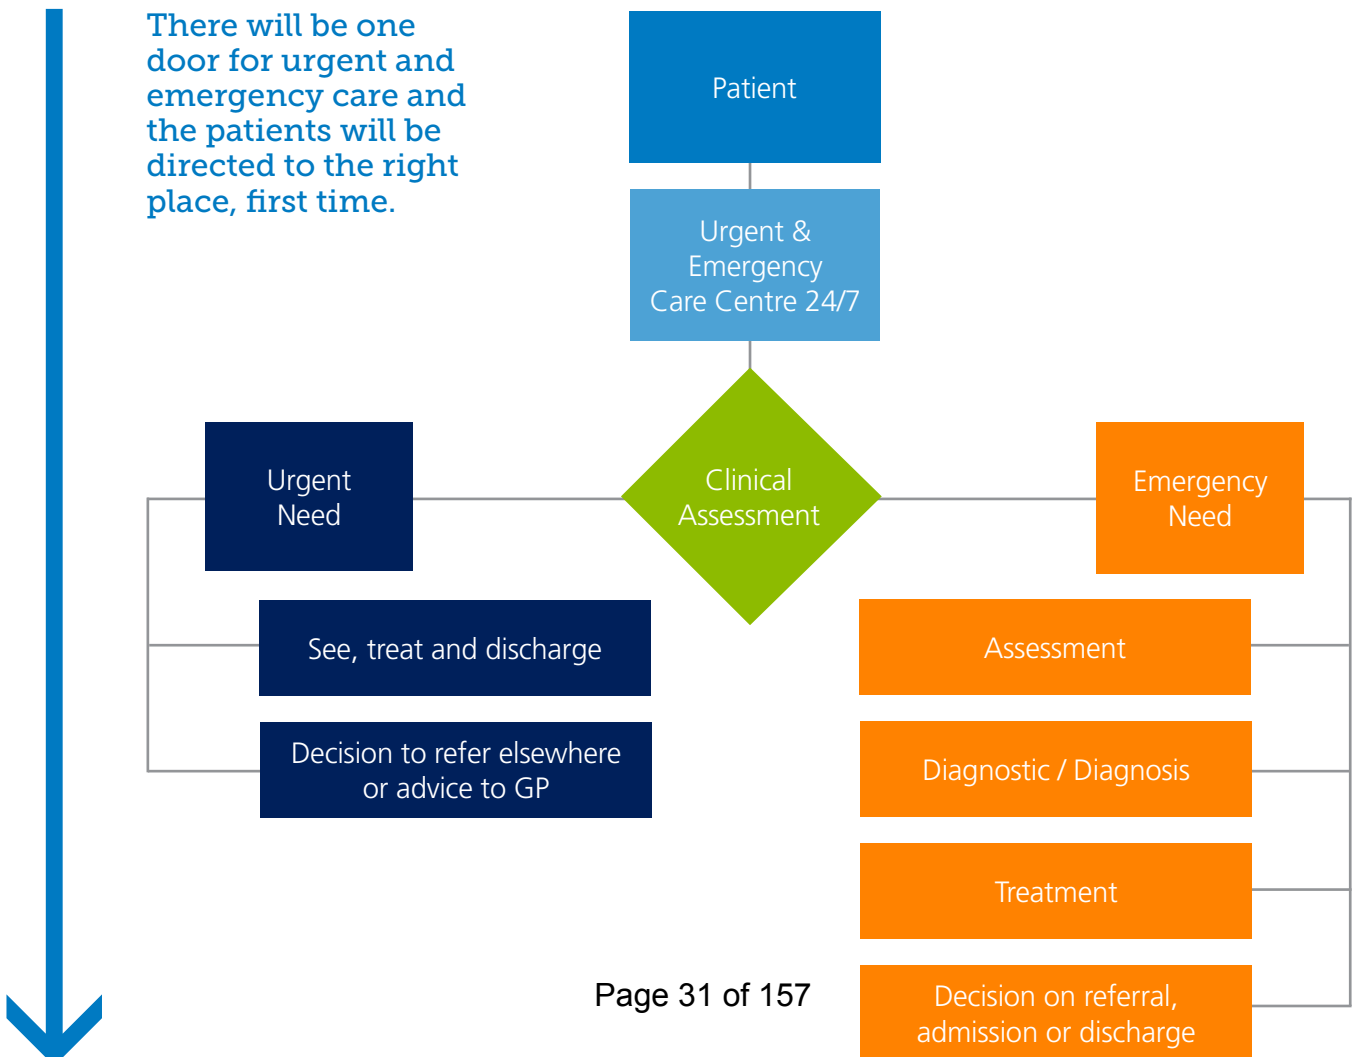 There will be one
door for urgent and
emergency care and
the patients will be
directed to the right
place, first time.
Patient
Urgent &
Emergency
Care Centre 24/7
Clinical
Assessment
Urgent
Need
See, treat and discharge
Decision to refer elsewhere
or advice to GP
Emergency
Need
Assessment
Diagnostic / Diagnosis
Treatment
Decision on referral,
admission or discharge
Page 31 of 157